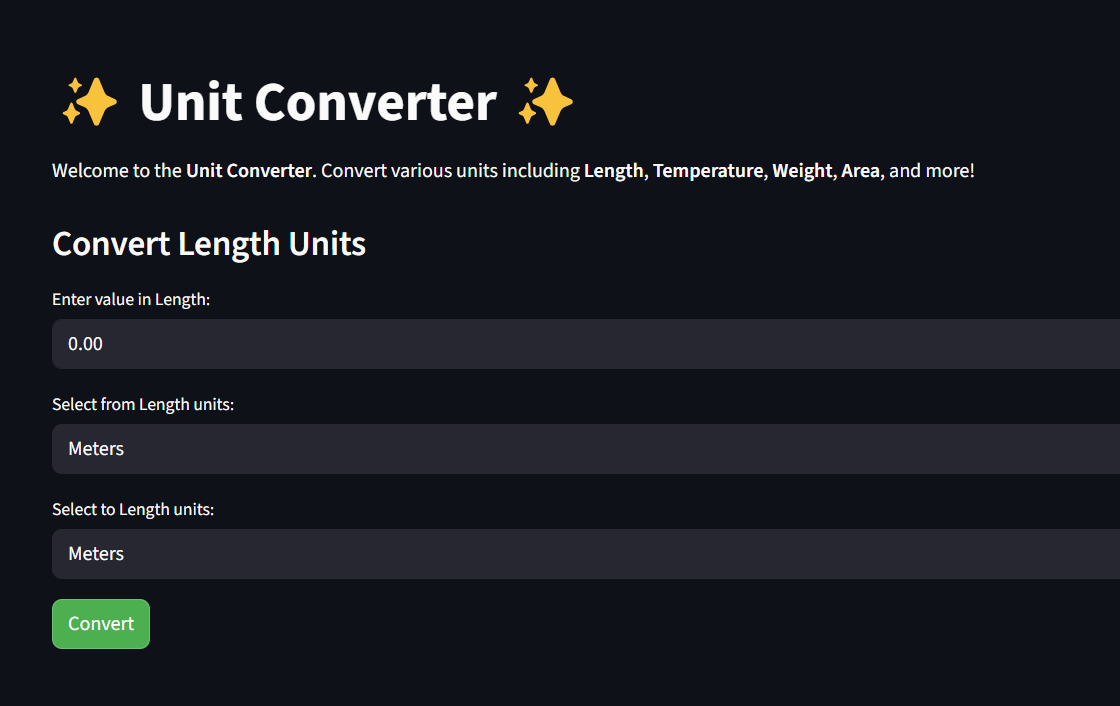 ✨ Unit Converter ✨
Welcome to the Unit Converter. Convert various units including Length, Temperature, Weight, Area, and more!
Convert Length Units
Enter value in Length:
0.00
Select from Length units:
Meters
Select to Length units:
Meters
Convert